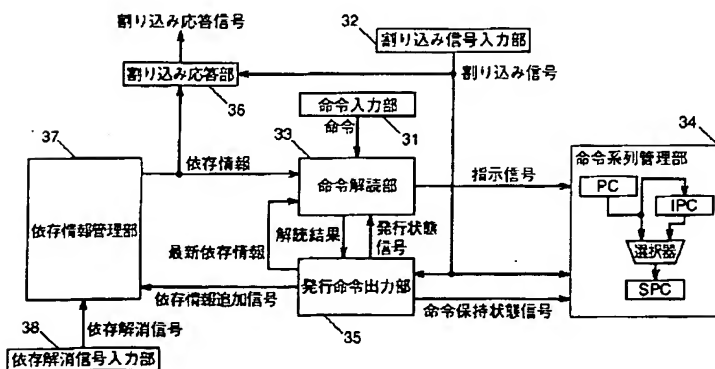 割り込み応答信号
32
割り込み信号入力部
割り込み応答部
36
割り込み信号
命令入力部
命令
31
37
33
34
依存情報
命令系列管理部
命令解読部
指示信号
PC
IPC
依存情報管理部
最新依存情報
解読結果
発行状態
信号
選択器
依存情報追加信号
発行命令出力部
命令保持状態信号
SPC
依存解消信号
35
38
依存解消信号入力部